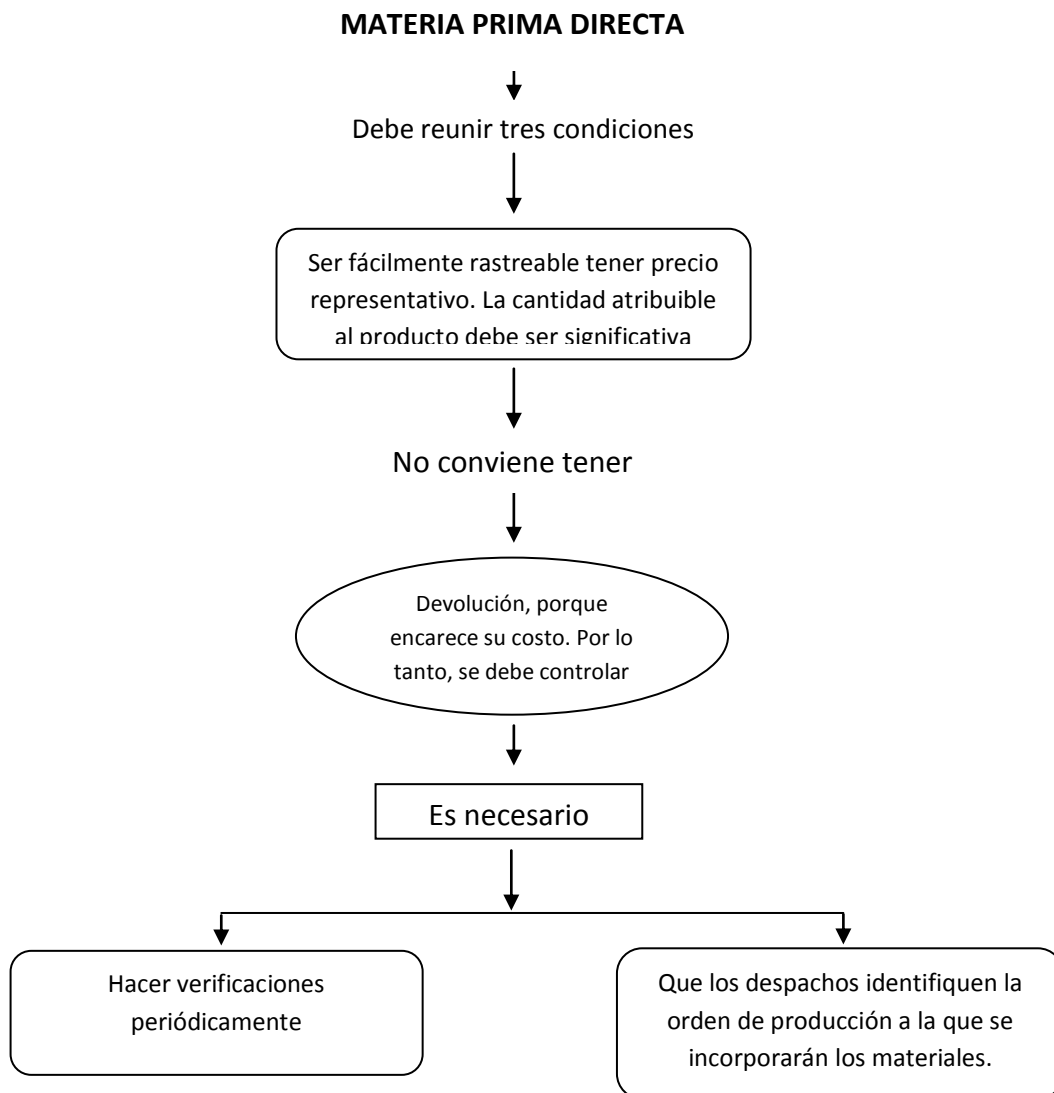 MATERIA PRIMA DIRECTA
Debe reunir tres condiciones
Ser fácilmente rastreable tener precio
representativo. La cantidad atribuible
al producto debe ser significativa
No conviene tener
Devolución, porque
encarece su costo. Por lo
tanto, se debe controlar
Es necesario
Hacer verificaciones
periódicamente
Que los despachos identifiquen la
orden de producción a la que se
incorporarán los materiales.